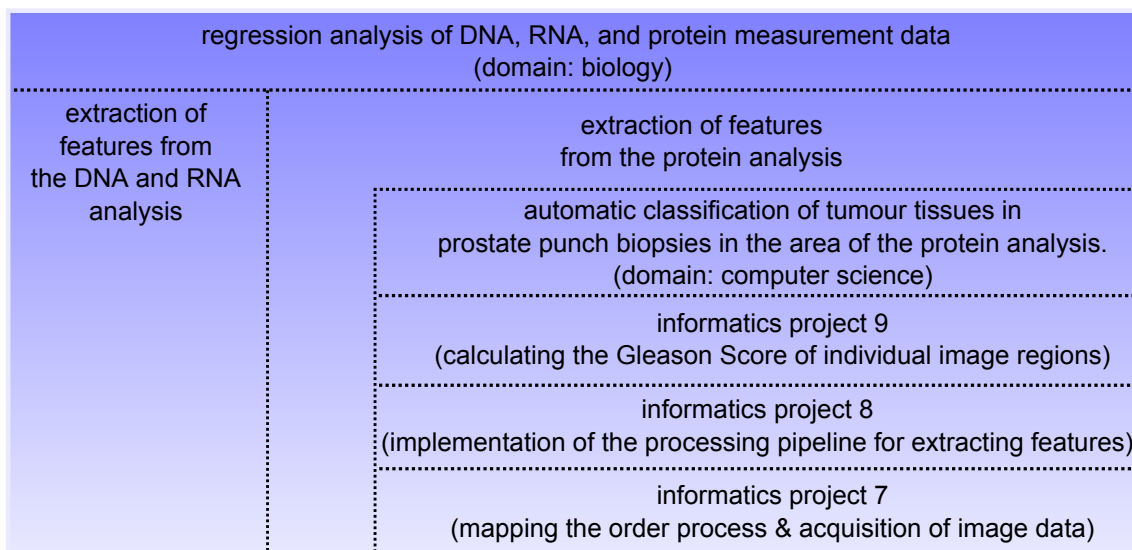 regression analysis of DNA, RNA, and protein measurement data
(domain: biology)
extraction of
features from
the DNA and RNA
analysis
extraction of features
from the protein analysis
automatic classification of tumour tissues in
prostate punch biopsies in the area of the protein analysis.
(domain: computer science)
informatics project 9
(calculating the Gleason Score of individual image regions)
informatics project 8
(implementation of the processing pipeline for extracting features)
informatics project 7
(mapping the order process & acquisition of image data)